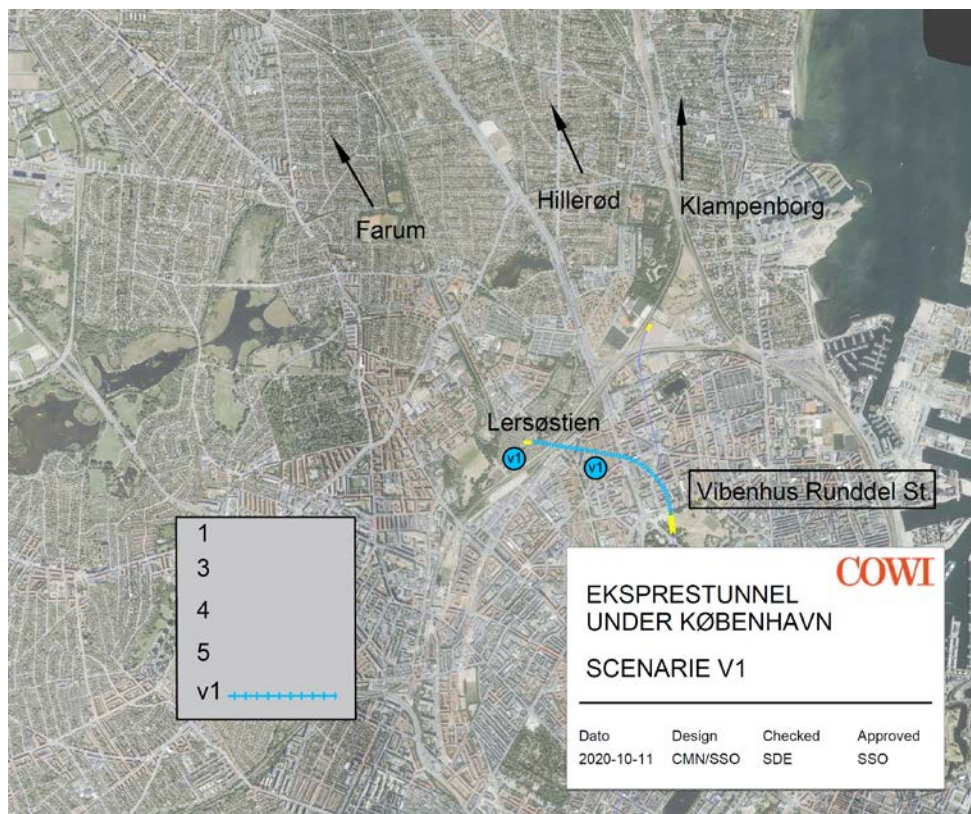 Hillerød
Klampenborg
Farum
Lersøstien
v1
v1
Vibenhus Runddel St.
1
3
4
5
v1
COWI
EKSPRESTUNNEL
UNDER KØBENHAVN
SCENARIE V1
Dato Design Checked Approved
2020-10-11 CMN/SSO SDE SSO